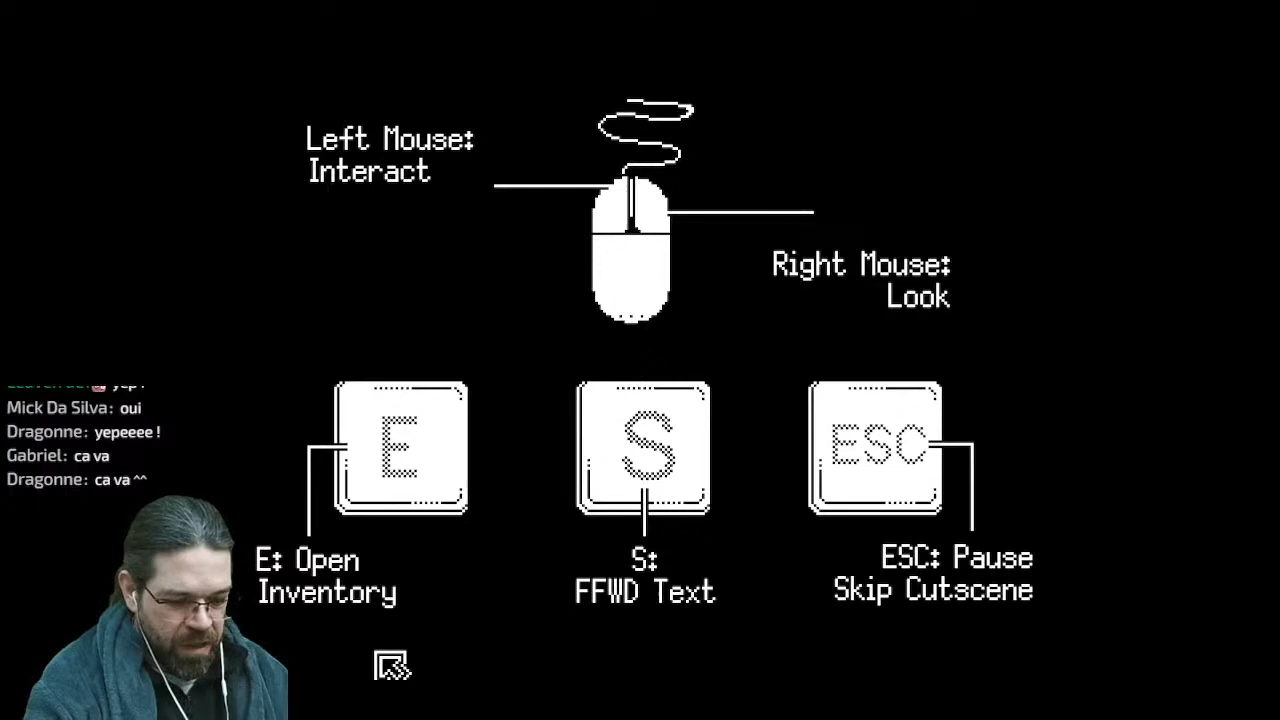 Left Mouse:
Interact
Right Mouse:
Look
Mick Da Silva: oui
Dragonne: yepeeee !
Gabriel: ca va
Dragonne: ca va ^^
E
S
ESC
E: Open
Inventory
S:
FFWD Text
ESC: Pause
Skip Cutscene